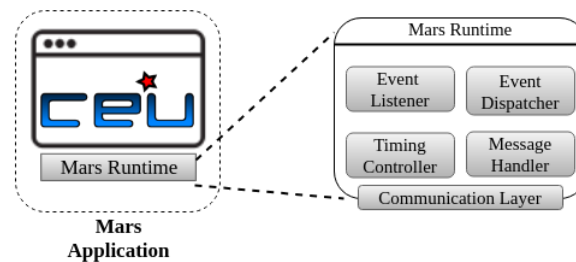 ceu
Mars Runtime
Mars
Application
Mars Runtime
Event
Listener
Event
Dispatcher
Timing
Controller
Message
Handler
Communication Layer